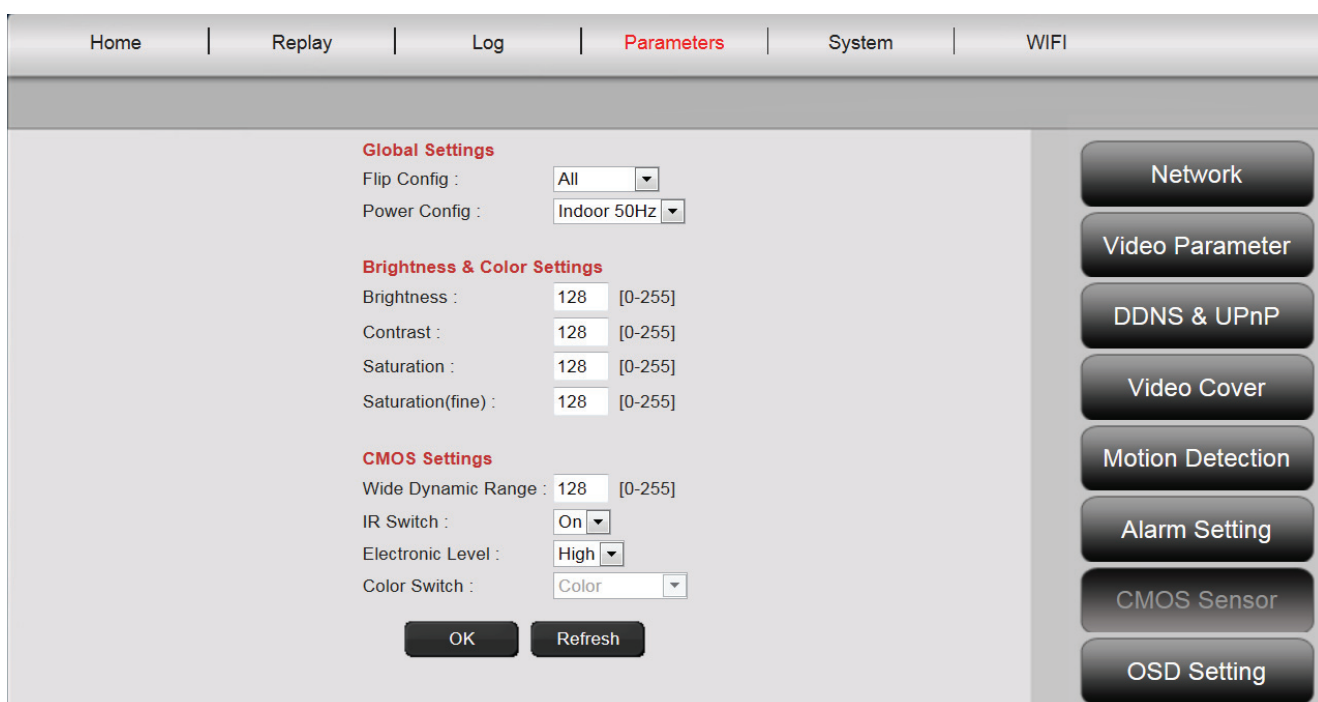 Home | Replay | Log | Parameters | System | WIFI
Global Settings
Flip Config : All
Power Config : Indoor 50Hz
Brightness & Color Settings
Brightness : 128 [0-255]
Contrast : 128 [0-255]
Saturation : 128 [0-255]
Saturation(fine) : 128 [0-255]
CMOS Settings
Wide Dynamic Range : 128 [0-255]
IR Switch : On
Electronic Level : High
Color Switch : Color
OK Refresh
Network
Video Parameter
DDNS & UPnP
Video Cover
Motion Detection
Alarm Setting
CMOS Sensor
OSD Setting